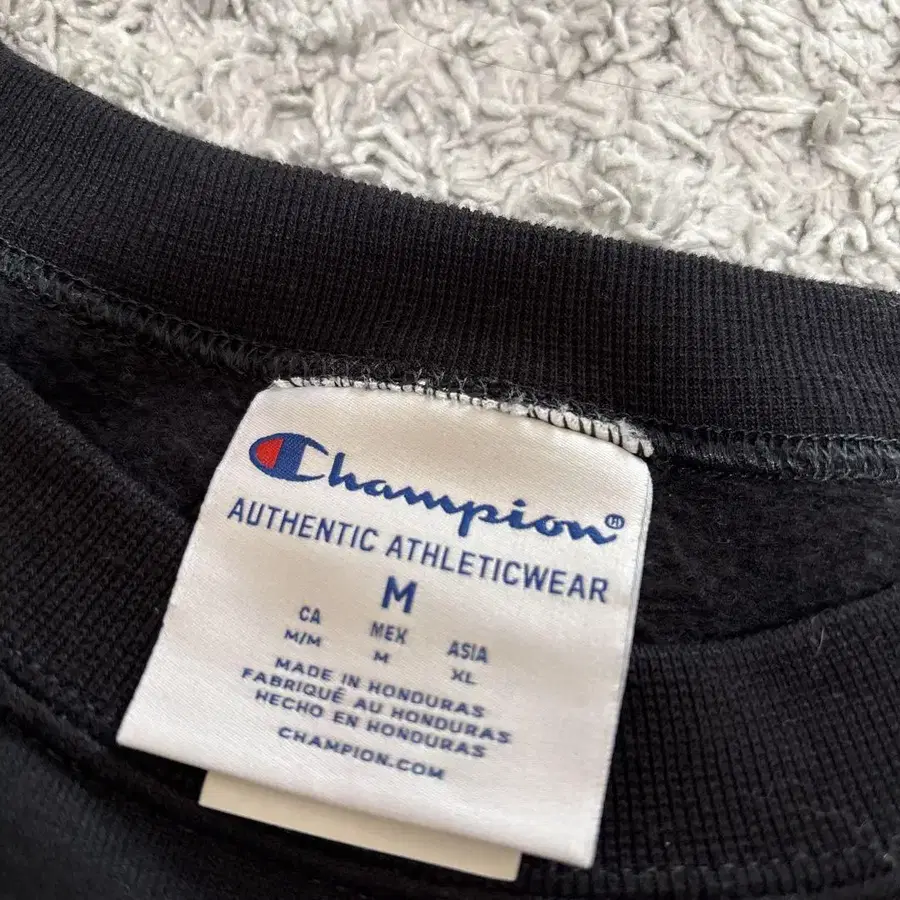 Champion®
AUTHENTIC ATHLETICWEAR
M
CA MEX ASIA
M/M M XL
MADE IN HONDURAS
FABRIQUÉ AU HONDURAS
HECHO EN HONDURAS
CHAMPION.COM